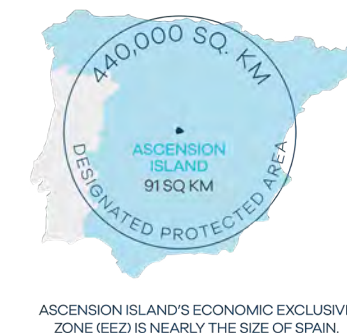 440,000 SQ. KM
ASCENSION
ISLAND
91 SQ KM
DESIGNATED PROTECTED AREA
ASCENSION ISLAND'S ECONOMIC EXCLUSIVE
ZONE (EEZ) IS NEARLY THE SIZE OF SPAIN.